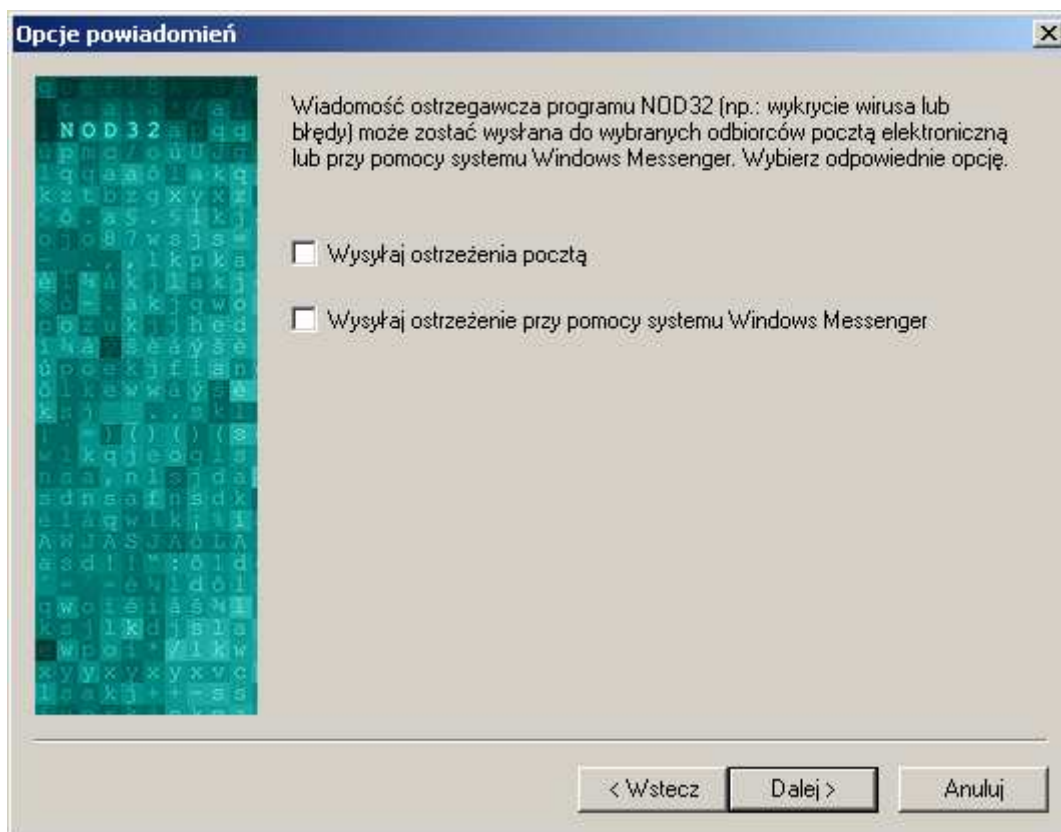 Opcje powiadomień
NOD32
Wiadomość ostrzegawcza programu NOD32 (np.: wykrycie wirusa lub
błędy) może zostać wysłana do wybranych odbiorców pocztą elektroniczną
lub przy pomocy systemu Windows Messenger. Wybierz odpowiednie opcję.
Wysyłaj ostrzeżenia pocztą
Wysyłaj ostrzeżenie przy pomocy systemu Windows Messenger
< Wstecz
Dalej >
Anuluj